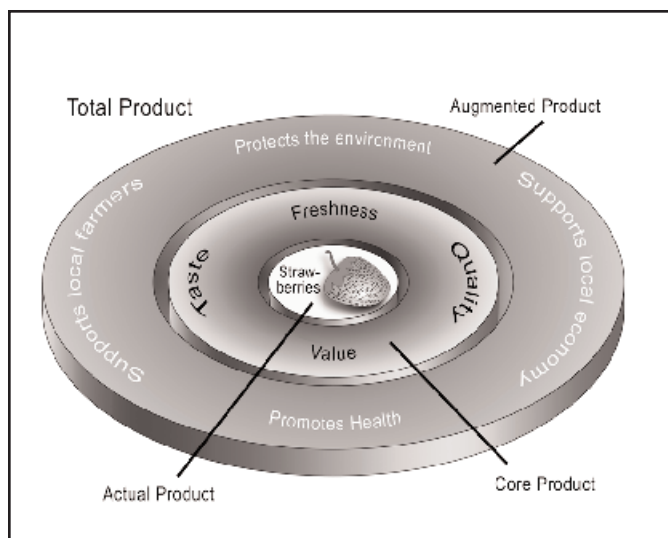 Total Product
Augmented Product
Protects the environment
Supports local farmers
Supports local economy
Freshness
Taste
Quality
Straw-
berries
Value
Promotes Health
Actual Product
Core Product